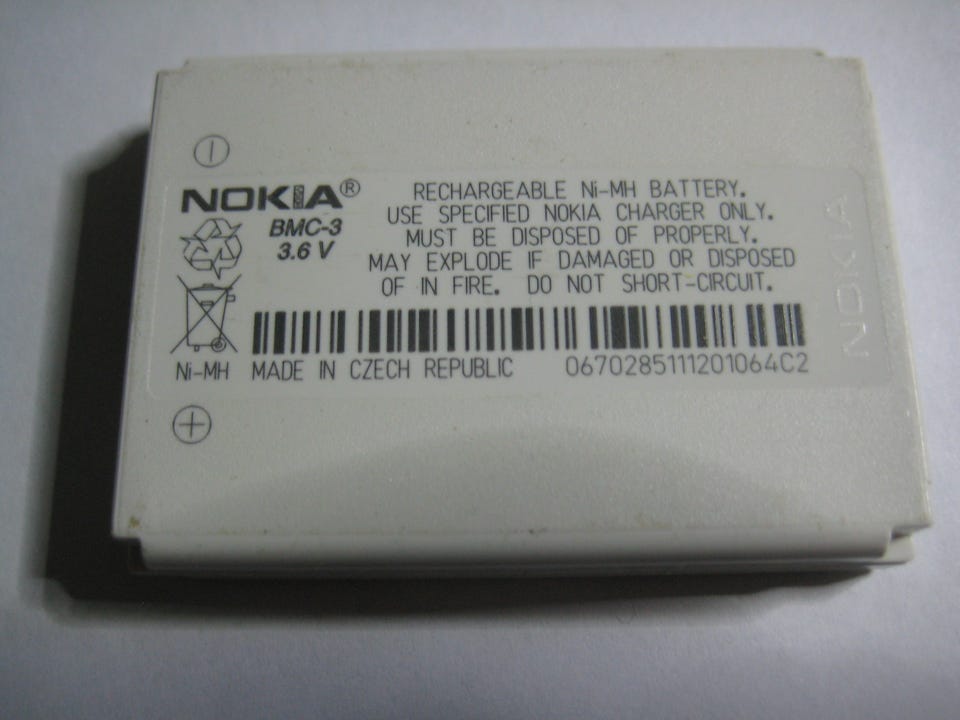 NOKIA®
BMC-3
3.6 V
RECHARGEABLE Ni-MH BATTERY.
USE SPECIFIED NOKIA CHARGER ONLY.
MUST BE DISPOSED OF PROPERLY.
MAY EXPLODE IF DAMAGED OR DISPOSED
OF IN FIRE. DO NOT SHORT-CIRCUIT.
Ni-MH MADE IN CZECH REPUBLIC 0670285111201064C2
NOKIA